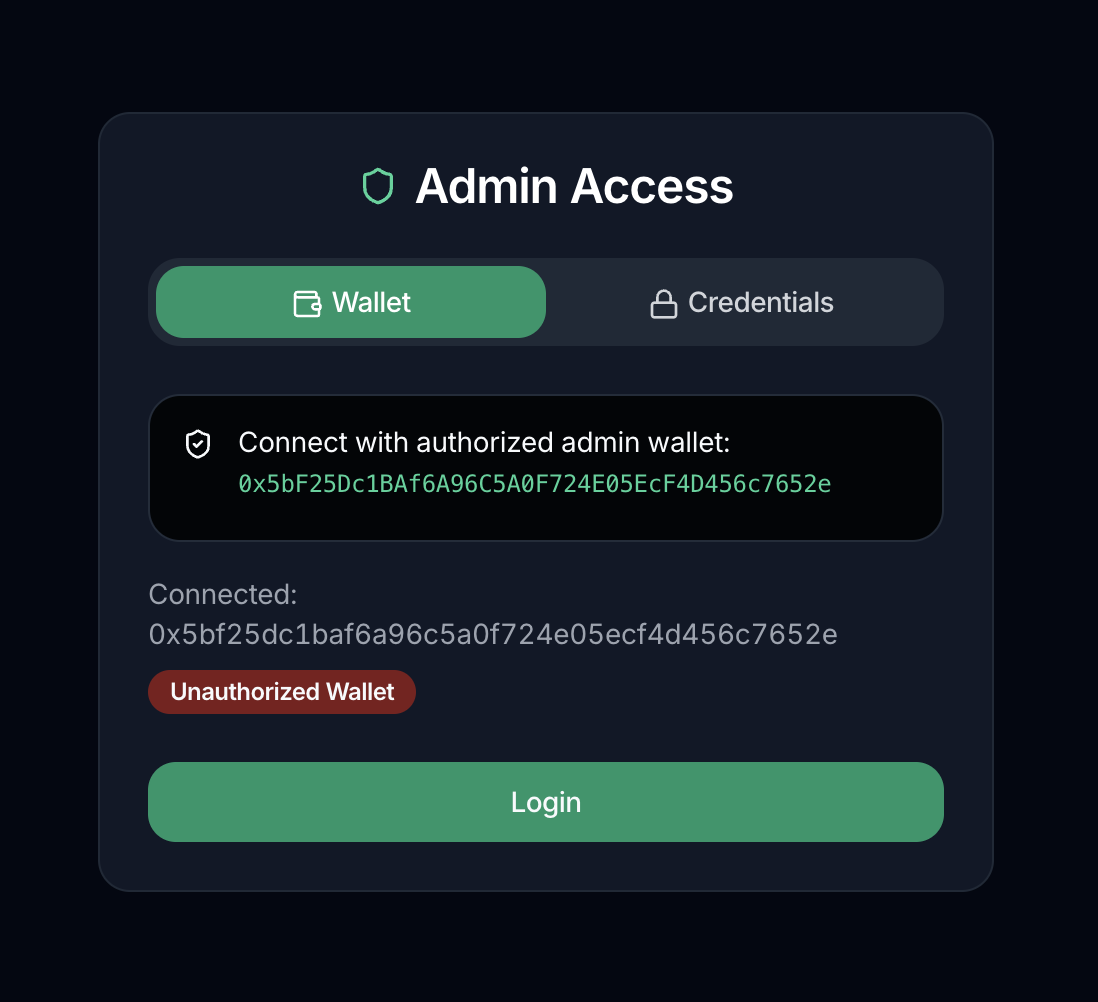 Admin Access
Wallet
Credentials
Connect with authorized admin wallet:
0x5bF25Dc1BAf6A96C5A0F724E05EcF4D456c7652e
Connected:
0x5bf25dc1baf6a96c5a0f724e05ecf4d456c7652e
Unauthorized Wallet
Login